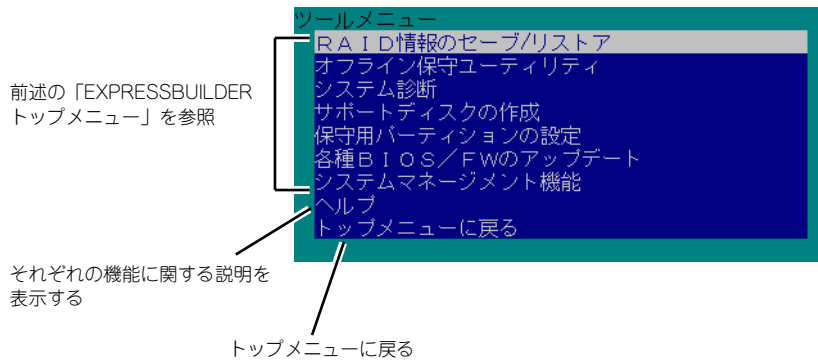 ツールメニュー
ＲＡＩＤ情報のセーブ/リストア
オフライン保守ユーティリティ
システム診断
サポートディスクの作成
保守用パーティションの設定
各種ＢＩＯＳ／ＦＷのアップデート
システムマネージメント機能
ヘルプ
トップメニューに戻る
前述の「EXPRESSBUILDER
トップメニュー」を参照
それぞれの機能に関する説明を
表示する
トップメニューに戻る